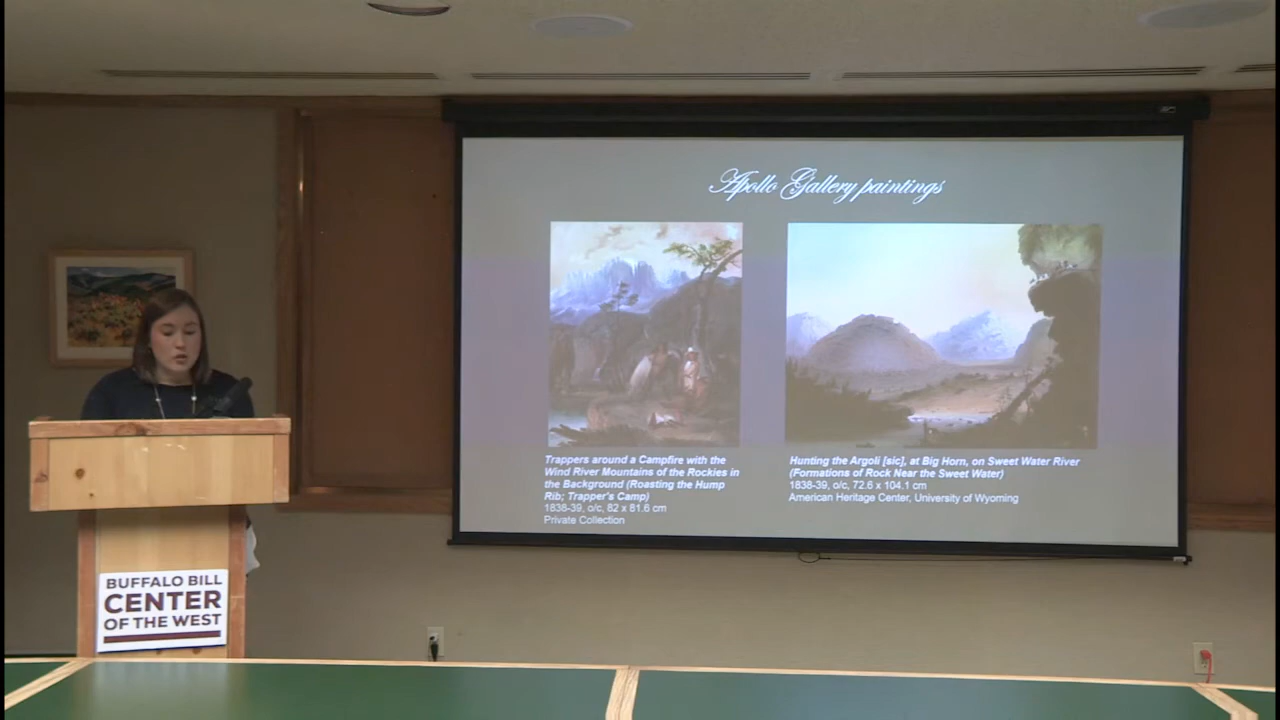 Apollo Gallery paintings
Trappers around a Campfire with the
Wind River Mountains of the Rockies in
the Background (Roasting the Hump
Rib; Trapper's Camp)
1838-39, o/c, 82 x 81.6 cm
Private Collection
Hunting the Argoli [sic], at Big Horn, on Sweet Water River
(Formations of Rock Near the Sweet Water)
1838-39, o/c, 72.6 x 104.1 cm
American Heritage Center, University of Wyoming
BUFFALO BILL
CENTER
OF THE WEST